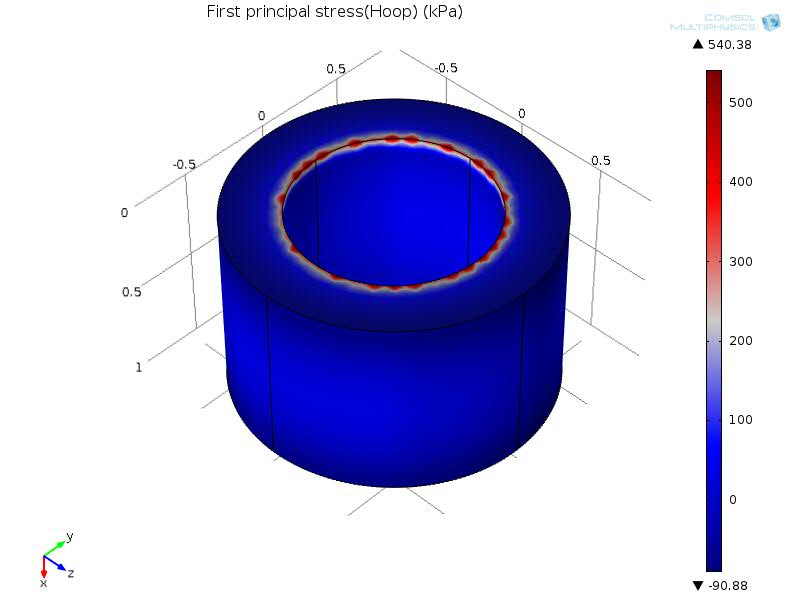 First principal stress(Hoop) (kPa)
COMSOL
MULTIPHYSICS
▲ 540.38
0.5
-0.5
0
0
-0.5
0.5
0
0.5
1
500
400
300
200
100
0
▼ -90.88
y
z
x